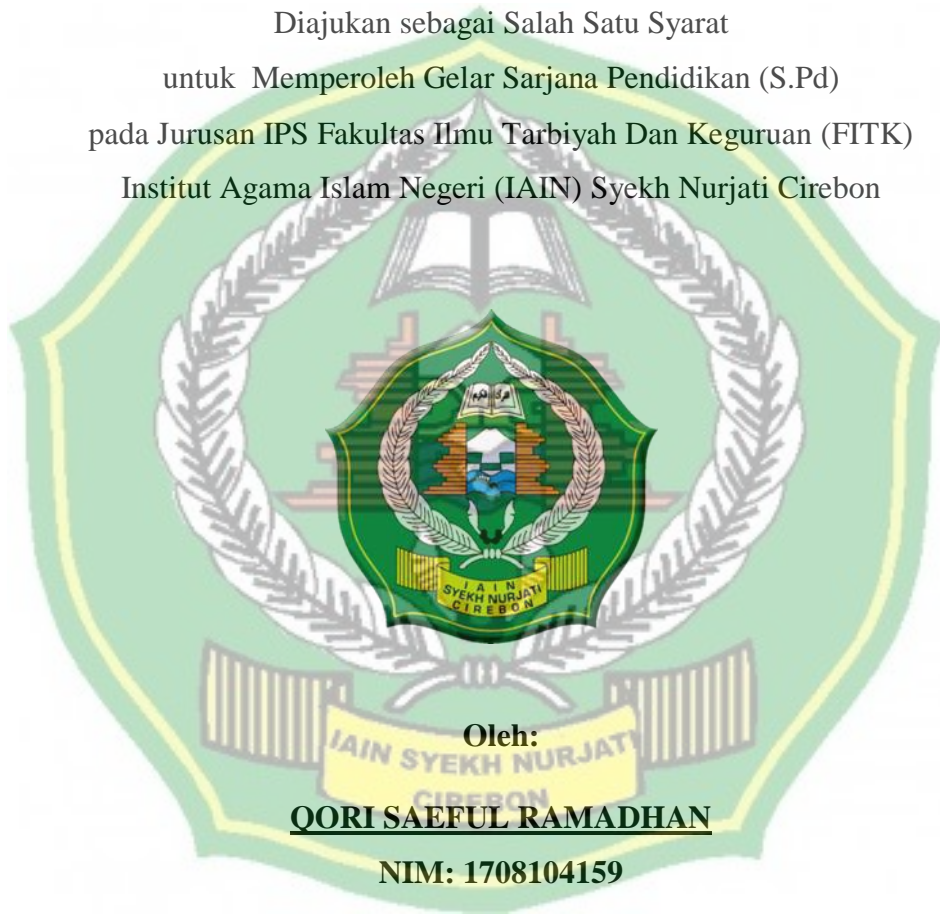 Diajukan sebagai Salah Satu Syarat
untuk Memperoleh Gelar Sarjana Pendidikan (S.Pd)
pada Jurusan IPS Fakultas Ilmu Tarbiyah Dan Keguruan (FITK)
Institut Agama Islam Negeri (IAIN) Syekh Nurjati Cirebon
I A I N
SYEKH NURJATI
CIREBON
Oleh:
IAIN SYEKH NURJATI
CIREBON
QORI SAEFUL RAMADHAN
NIM: 1708104159